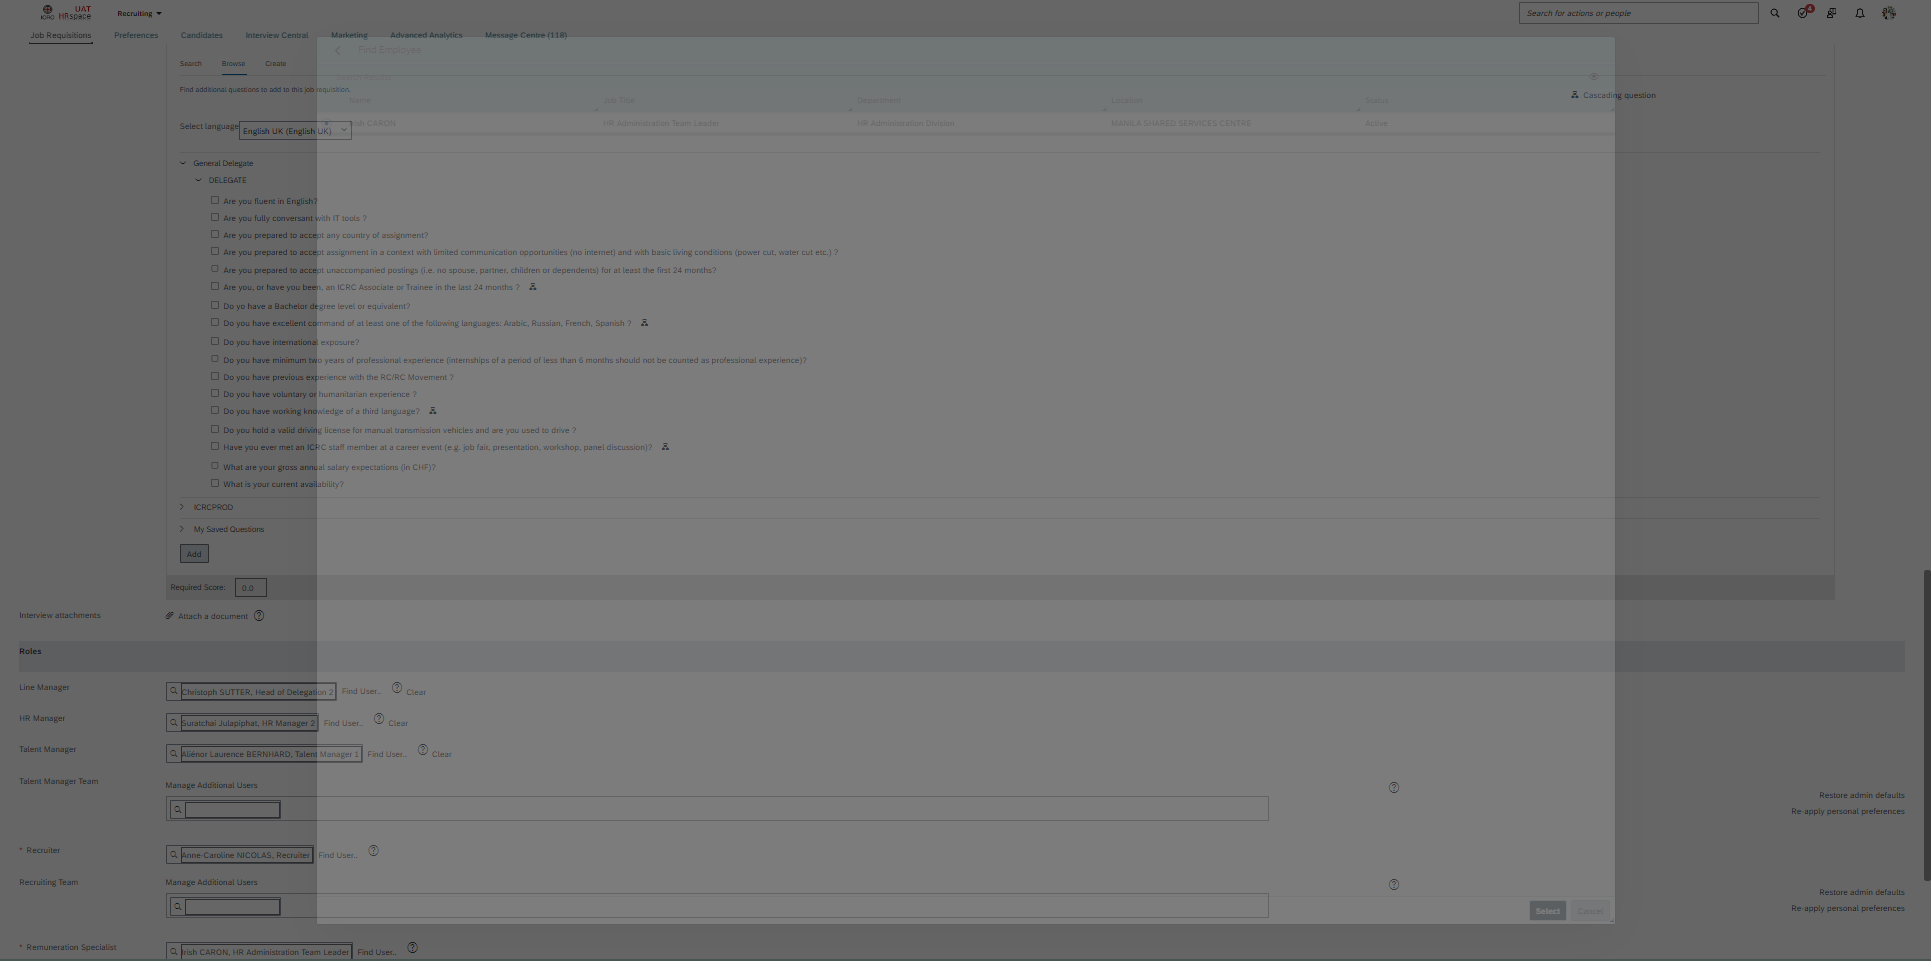 ICRC UAT HRspace
Recruiting
Search for actions or people
4
Job Requisitions Preferences Candidates Interview Central Marketing Advanced Analytics Message Centre (118)
Find Employee
Search Browse Create
Find additional questions to add to this job requisition.
Name Job Title Department Location Status
Cascading question
Irish CARON HR Administration Team Leader HR Administration Division MANILA SHARED SERVICES CENTRE Active
Select language English UK (English UK)
General Delegate
DELEGATE
Are you fluent in English?
Are you fully conversant with IT tools ?
Are you prepared to accept any country of assignment?
Are you prepared to accept assignment in a context with limited communication opportunities (no internet) and with basic living conditions (power cut, water cut etc.) ?
Are you prepared to accept unaccompanied postings (i.e. no spouse, partner, children or dependents) for at least the first 24 months?
Are you, or have you been, an ICRC Associate or Trainee in the last 24 months ?
Do yo have a Bachelor degree level or equivalent?
Do you have excellent command of at least one of the following languages: Arabic, Russian, French, Spanish ?
Do you have international exposure?
Do you have minimum two years of professional experience (internships of a period of less than 6 months should not be counted as professional experience)?
Do you have previous experience with the RC/RC Movement ?
Do you have voluntary or humanitarian experience ?
Do you have working knowledge of a third language?
Do you hold a valid driving license for manual transmission vehicles and are you used to drive ?
Have you ever met an ICRC staff member at a career event (e.g. job fair, presentation, workshop, panel discussion)?
What are your gross annual salary expectations (in CHF)?
What is your current availability?
ICRCPROD
My Saved Questions
Add
Required Score: 0.0
Interview attachments Attach a document
Roles
Line Manager Christoph SUTTER, Head of Delegation 2 Find User.. Clear
HR Manager Suratchai Julapiphat, HR Manager 2 Find User.. Clear
Talent Manager Aliénor Laurence BERNHARD, Talent Manager 1 Find User.. Clear
Talent Manager Team Manage Additional Users
Restore admin defaults
Re-apply personal preferences
* Recruiter Anne-Caroline NICOLAS, Recruiter Find User..
Recruiting Team Manage Additional Users
Restore admin defaults
Re-apply personal preferences
Select Cancel
* Remuneration Specialist Irish CARON, HR Administration Team Leader Find User..